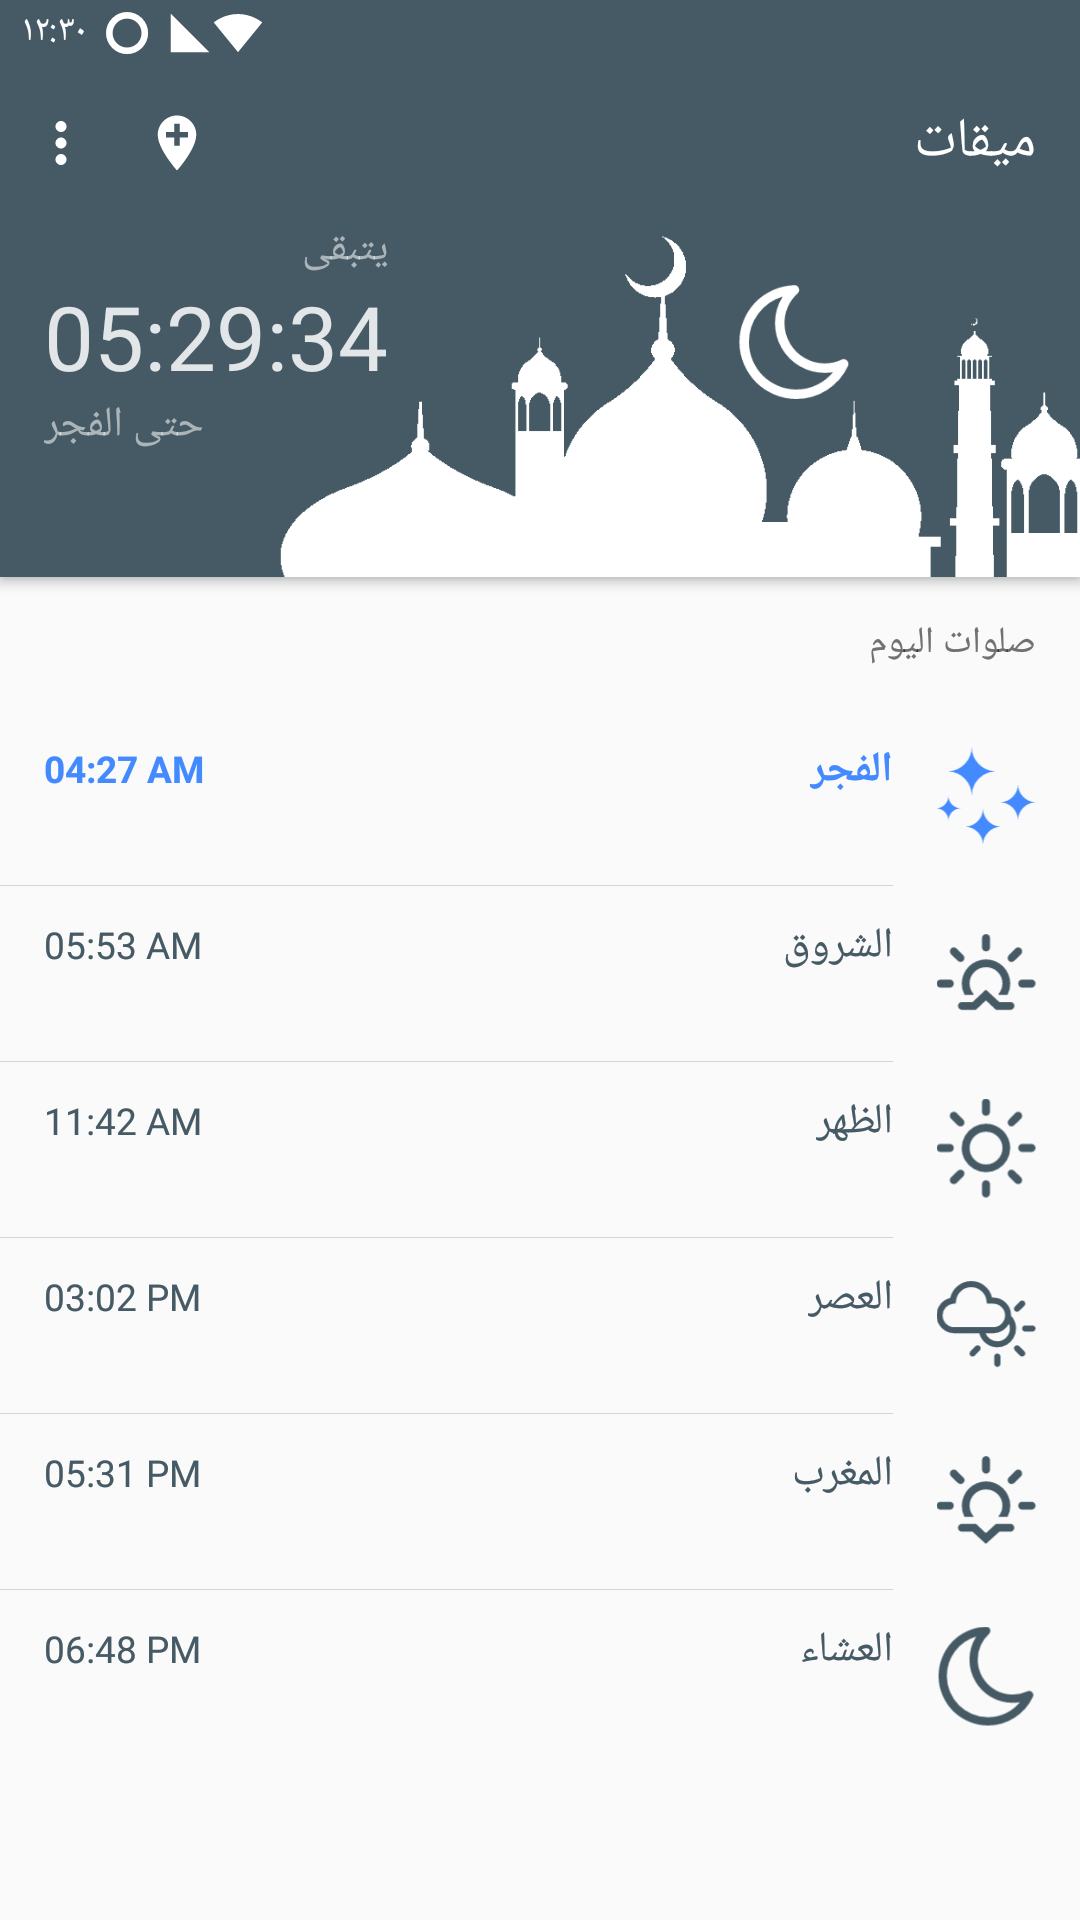 ١٢:٣٠
ميقات
يتبقى
05:29:34
حتى الفجر
صلوات اليوم
الفجر 04:27 AM
الشروق 05:53 AM
الظهر 11:42 AM
العصر 03:02 PM
المغرب 05:31 PM
العشاء 06:48 PM